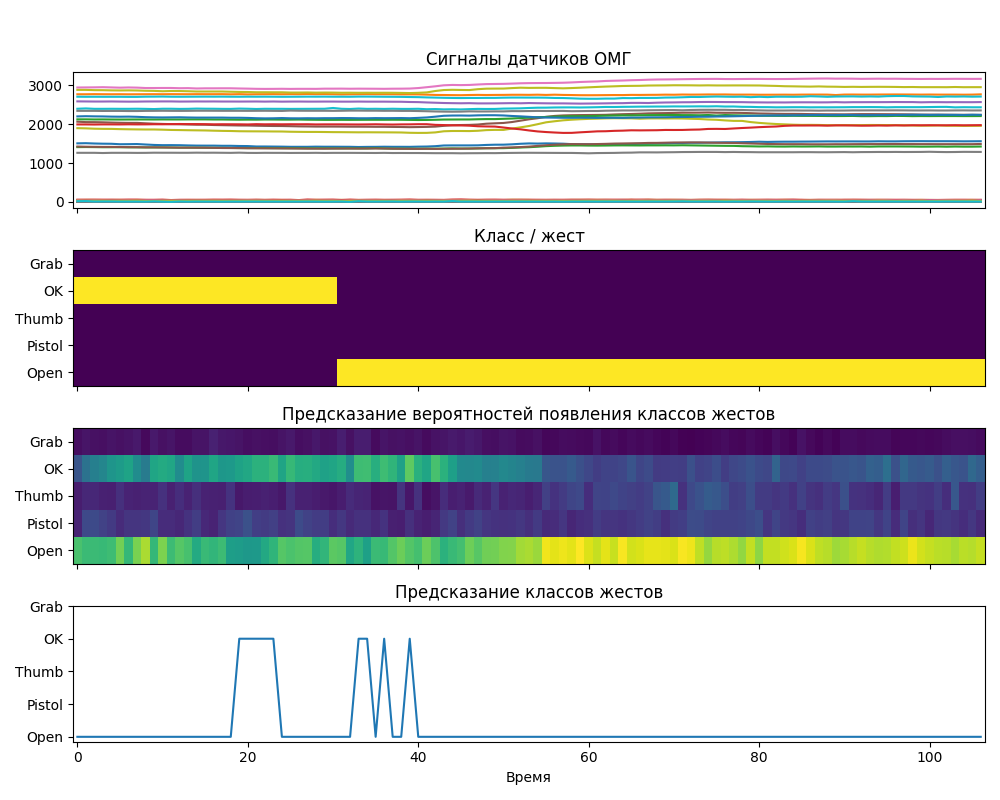 Сигналы датчиков ОМГ
3000
2000
1000
0
Класс / жест
Grab
OK
Thumb
Pistol
Open
Предсказание вероятностей появления классов жестов
Grab
OK
Thumb
Pistol
Open
Предсказание классов жестов
Grab
OK
Thumb
Pistol
Open
0 20 40 60 80 100
Время